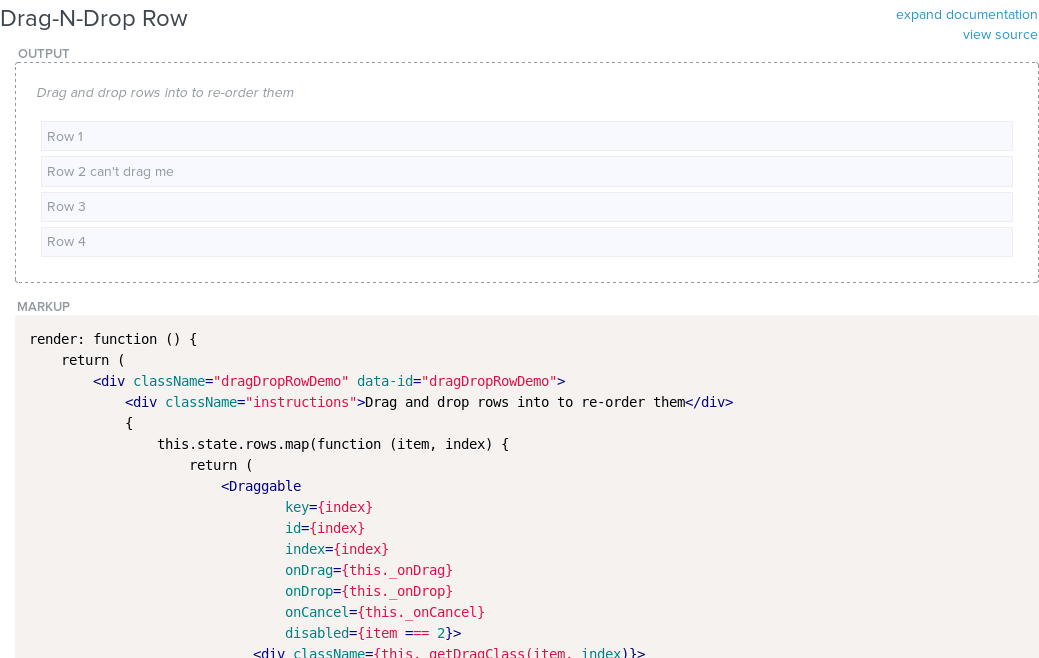 Drag-N-Drop Row
expand documentation
view source
OUTPUT
Drag and drop rows into to re-order them
Row 1
Row 2 can't drag me
Row 3
Row 4
MARKUP
render: function () {
    return (
        <div className="dragDropRowDemo" data-id="dragDropRowDemo">
            <div className="instructions">Drag and drop rows into to re-order them</div>
            {
                this.state.rows.map(function (item, index) {
                    return (
                        <Draggable
                                key={index}
                                id={index}
                                index={index}
                                onDrag={this._onDrag}
                                onDrop={this._onDrop}
                                onCancel={this._onCancel}
                                disabled={item === 2}>
                            <div className={this._getDragClass(item, index)}>